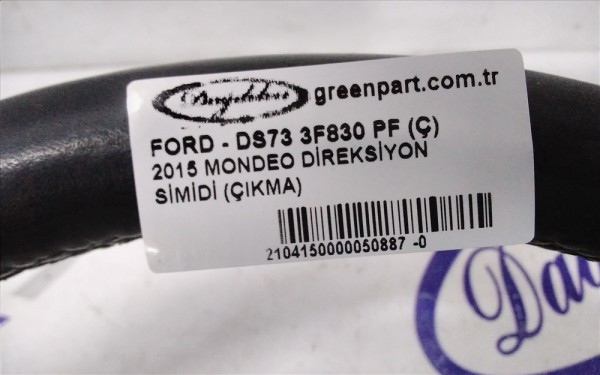 greenpart.com.tr
FORD - DS73 3F830 PF (Ç)
2015 MONDEO DİREKSİYON
SİMİDİ (ÇIKMA)
2104150000050887 -0